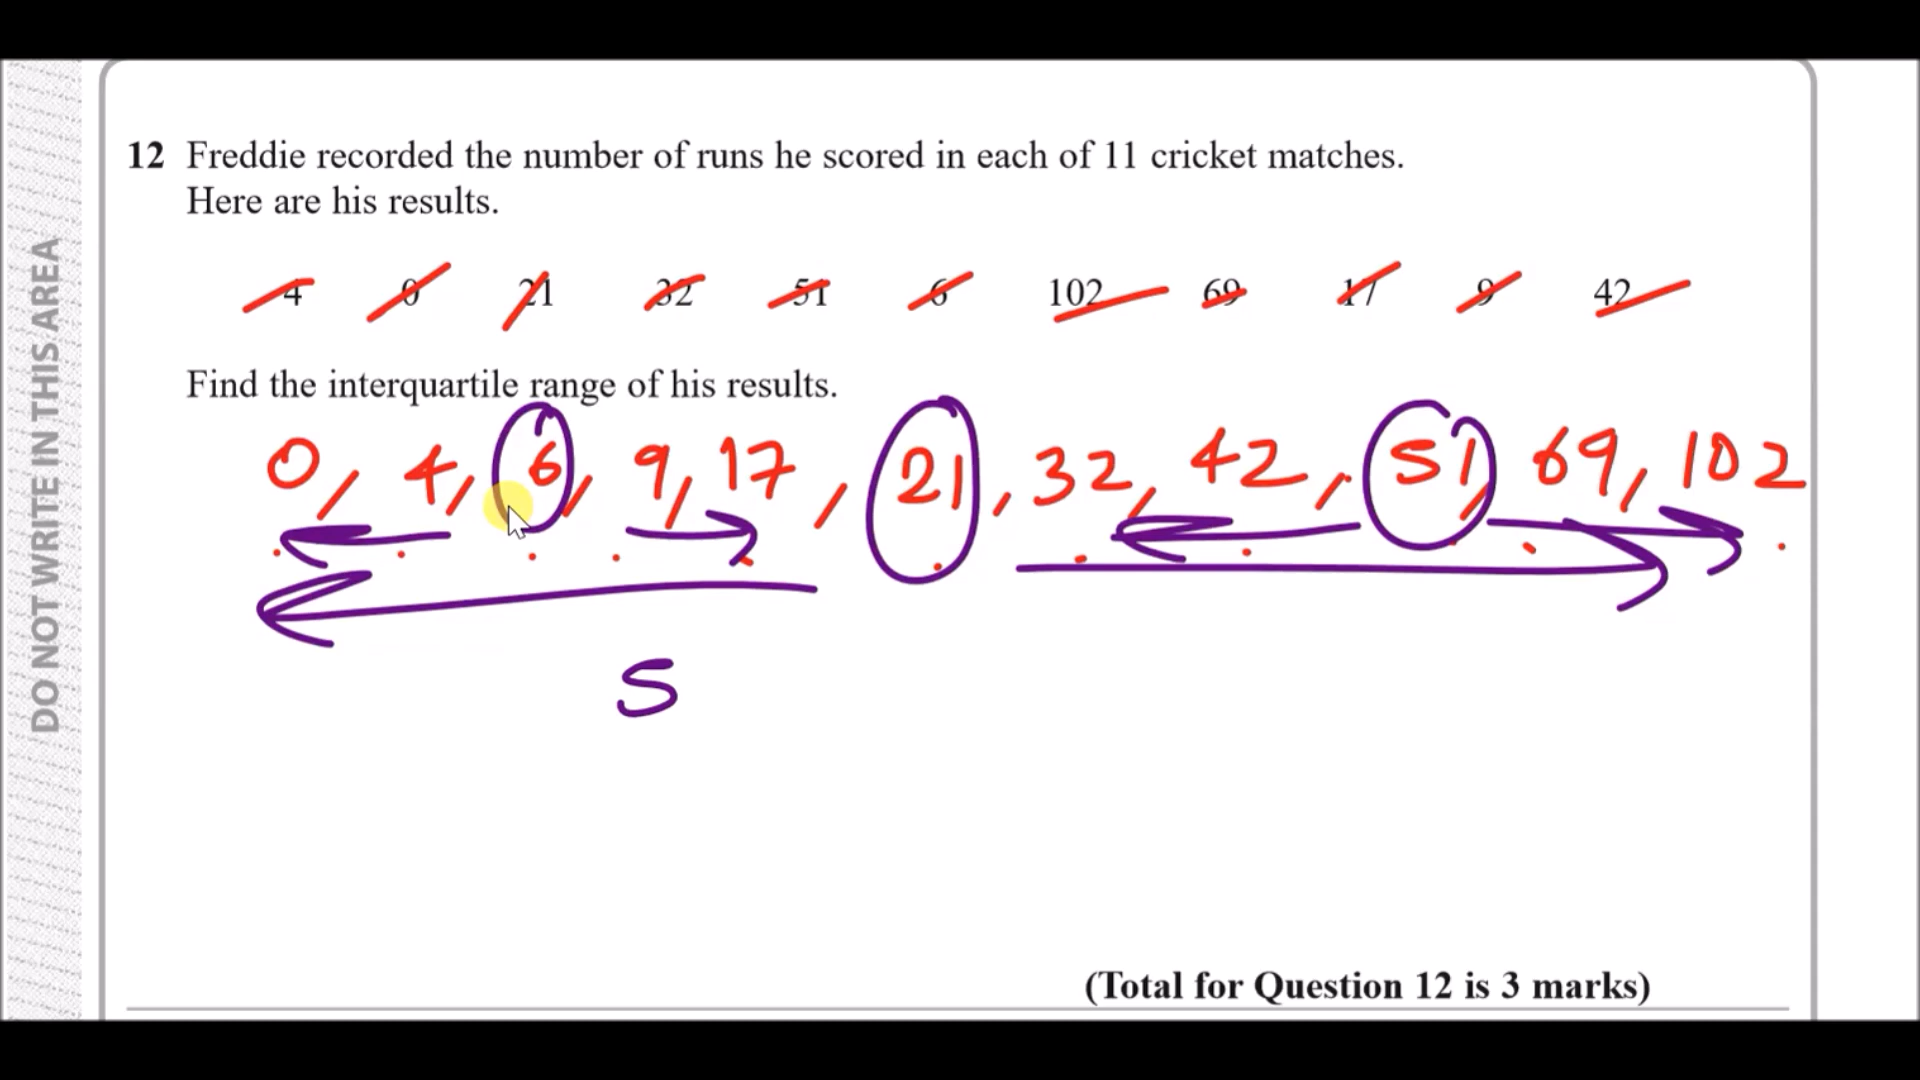 DO NOT WRITE IN THIS AREA
12 Freddie recorded the number of runs he scored in each of 11 cricket matches.
Here are his results.
4 0 21 32 51 6 102 69 17 9 42
Find the interquartile range of his results.
0, 4, 6, 9, 17, 21, 32, 42, 51, 69, 102
5
(Total for Question 12 is 3 marks)